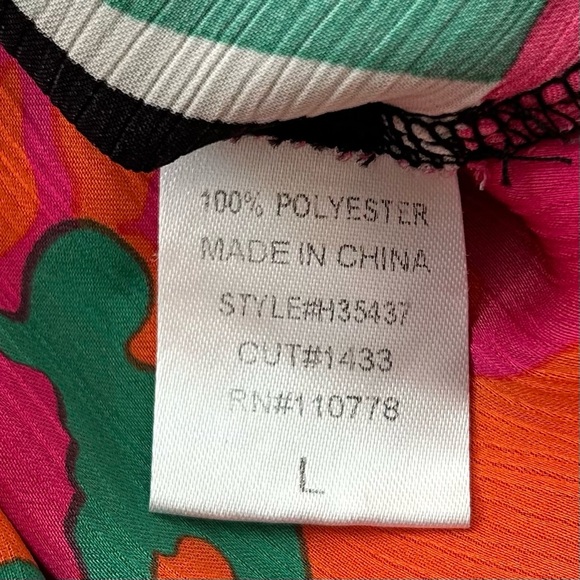 100% POLYESTER
MADE IN CHINA
STYLE#H35437
CUT#1433
RN#110778
L